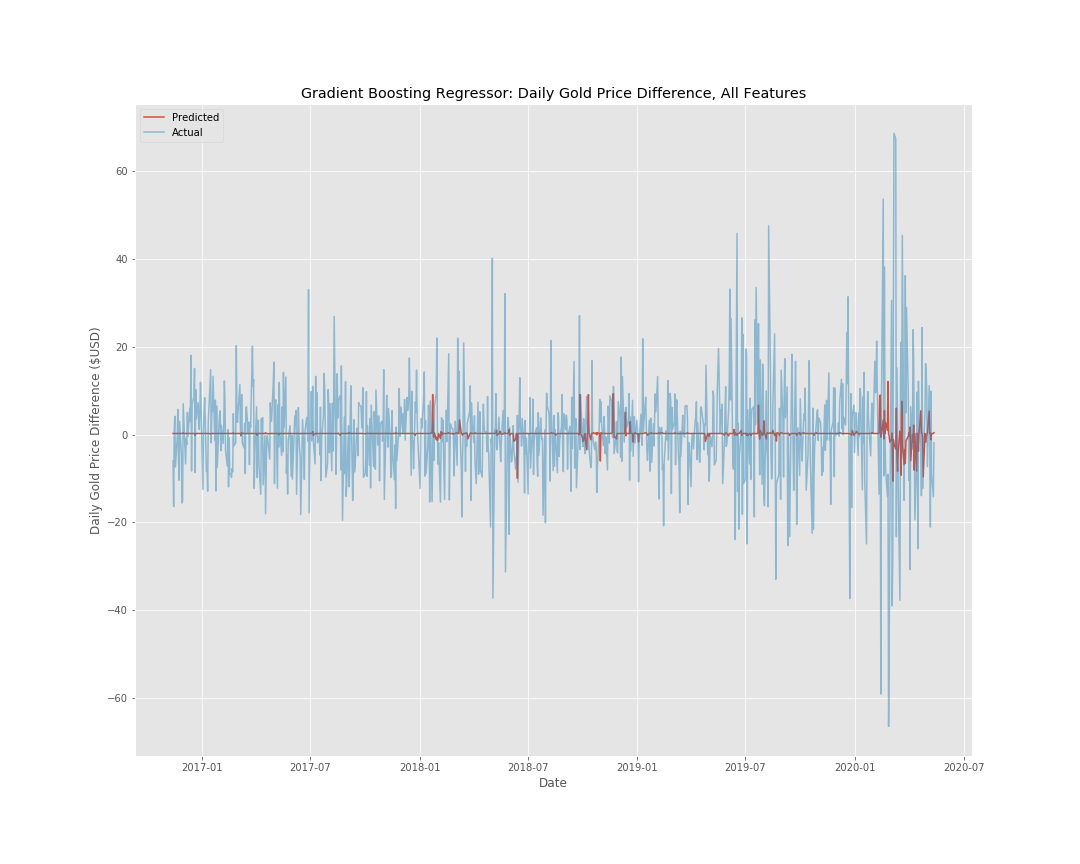 Gradient Boosting Regressor: Daily Gold Price Difference, All Features
Predicted
Actual
60
40
20
0
−20
−40
−60
Daily Gold Price Difference ($USD)
2017-01 2017-07 2018-01 2018-07 2019-01 2019-07 2020-01 2020-07
Date